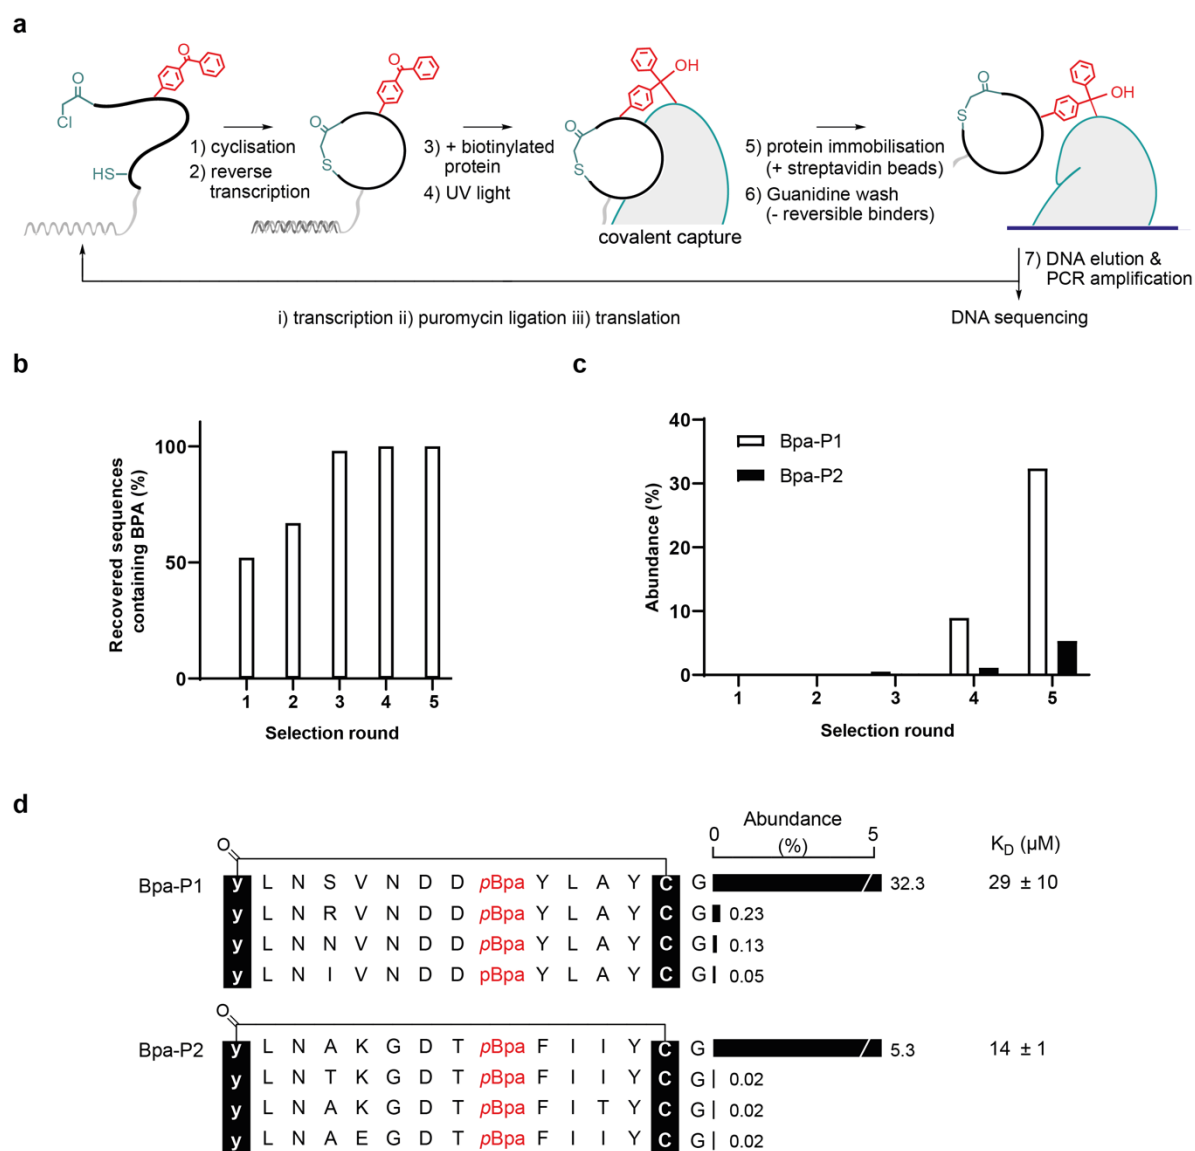 a
O
O
O
Cl
HS
1) cyclisation
2) reverse
transcription
O
S
3) + biotinylated
protein
4) UV light
OH
O
S
covalent capture
5) protein immobilisation
(+ streptavidin beads)
6) Guanidine wash
(- reversible binders)
O
S
OH
7) DNA elution &
PCR amplification
i) transcription ii) puromycin ligation iii) translation
DNA sequencing
b
Recovered sequences
containing BPA (%)
100
50
0
1 2 3 4 5
Selection round
c
Abundance (%)
40
30
20
10
0
Bpa-P1
Bpa-P2
1 2 3 4 5
Selection round
d
Abundance
(%)
0 5
K_D (µM)
O
Bpa-P1 y L N S V N D D pBpa Y L A Y C G 32.3 29 ± 10
y L N R V N D D pBpa Y L A Y C G 0.23
y L N N V N D D pBpa Y L A Y C G 0.13
y L N I V N D D pBpa Y L A Y C G 0.05
O
Bpa-P2 y L N A K G D T pBpa F I I Y C G 5.3 14 ± 1
y L N T K G D T pBpa F I I Y C G 0.02
y L N A K G D T pBpa F I T Y C G 0.02
y L N A E G D T pBpa F I I Y C G 0.02